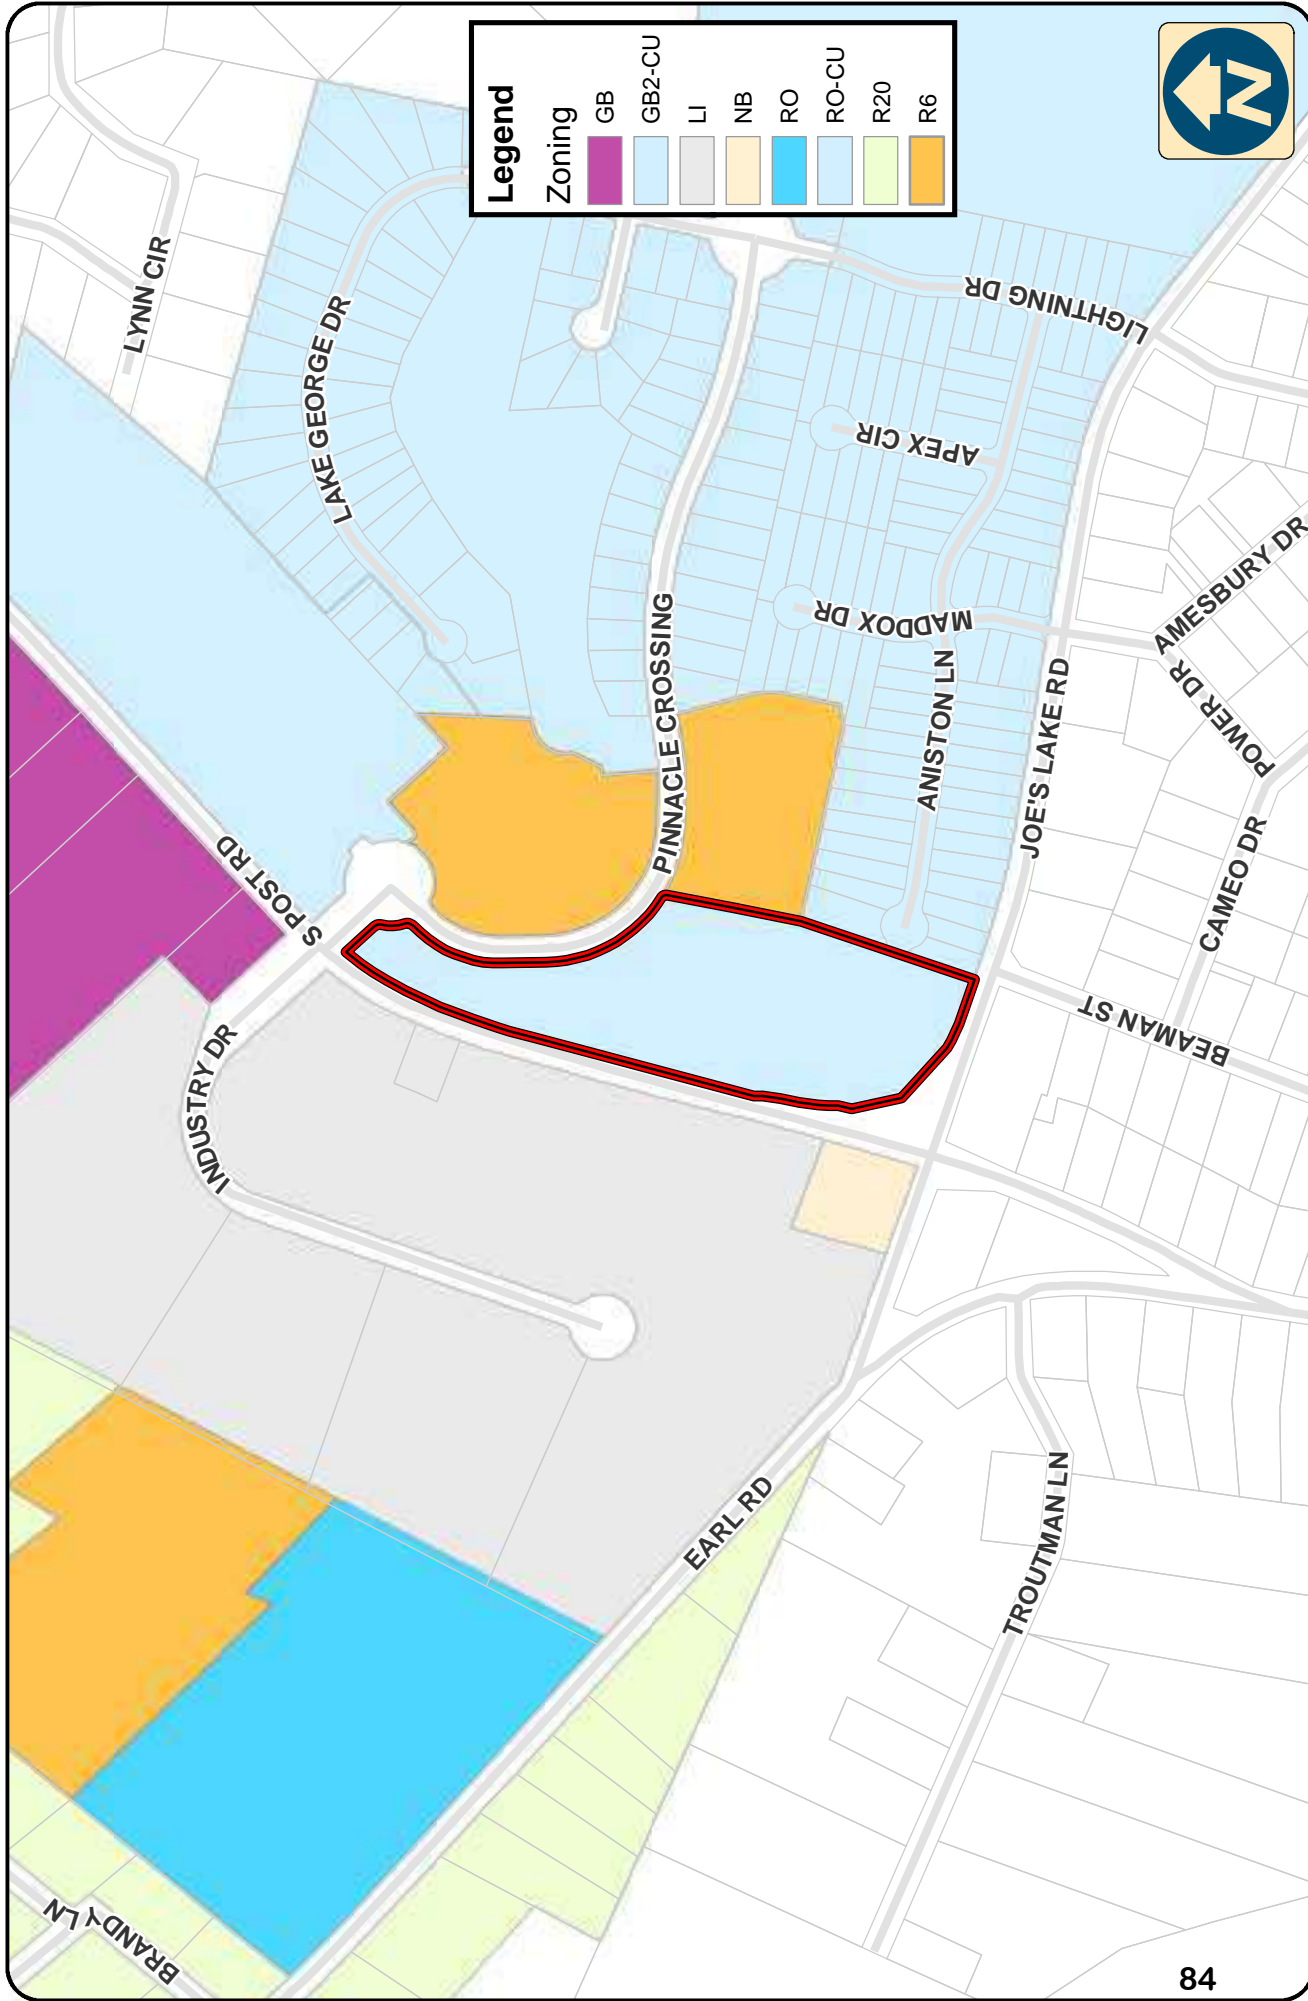 Legend
Zoning
GB
GB2-CU
LI
NB
RO
RO-CU
R20
R6
N
LYNN CIR
LAKE GEORGE DR
S POST RD
INDUSTRY DR
PINNACLE CROSSING
LIGHTNING DR
APEX CIR
MADDOX DR
ANISTON LN
JOE'S LAKE RD
AMESBURY DR
POWER DR
CAMEO DR
BEAMAN ST
EARL RD
TROUTMAN LN
BRANDY LN
84